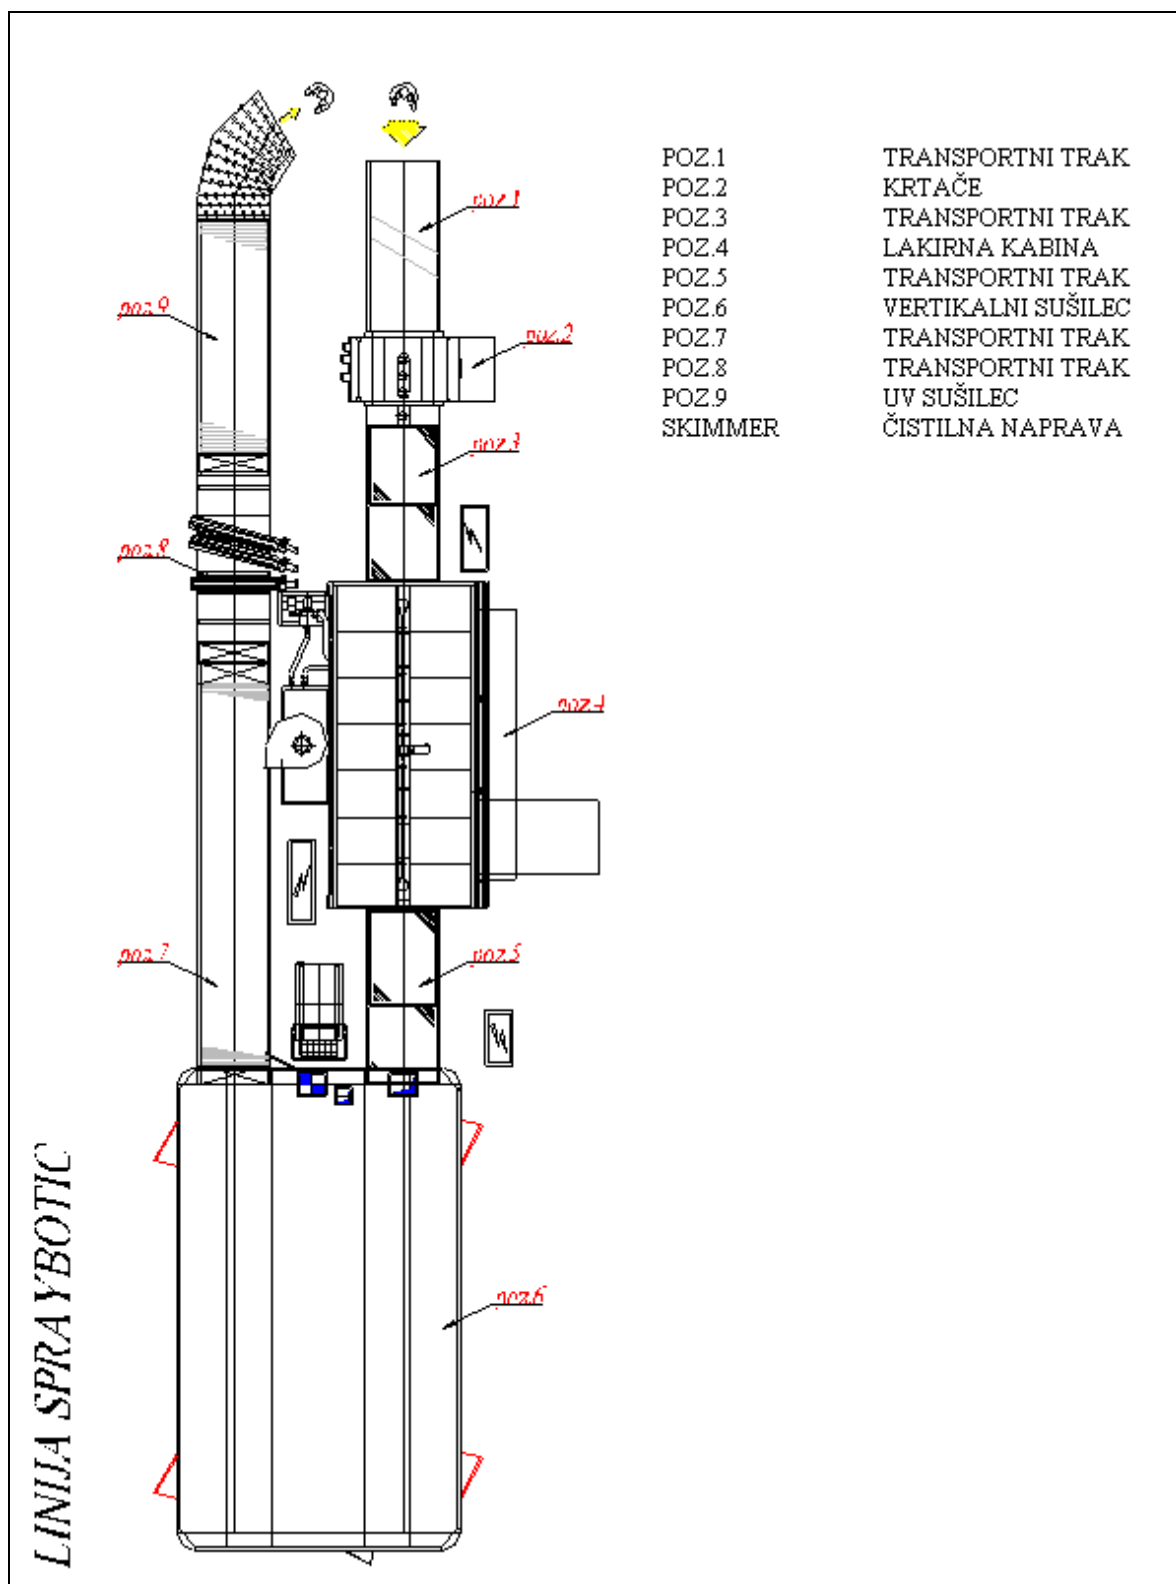 poz.1
poz.9
poz.2
poz.3
poz.8
poz.4
poz.7
poz.5
poz.6
POZ.1 TRANSPORTNI TRAK
POZ.2 KRTAČE
POZ.3 TRANSPORTNI TRAK
POZ.4 LAKIRNA KABINA
POZ.5 TRANSPORTNI TRAK
POZ.6 VERTIKALNI SUŠILEC
POZ.7 TRANSPORTNI TRAK
POZ.8 TRANSPORTNI TRAK
POZ.9 UV SUŠILEC
SKIMMER ČISTILNA NAPRAVA
LINIJA SPRAYBOTIC